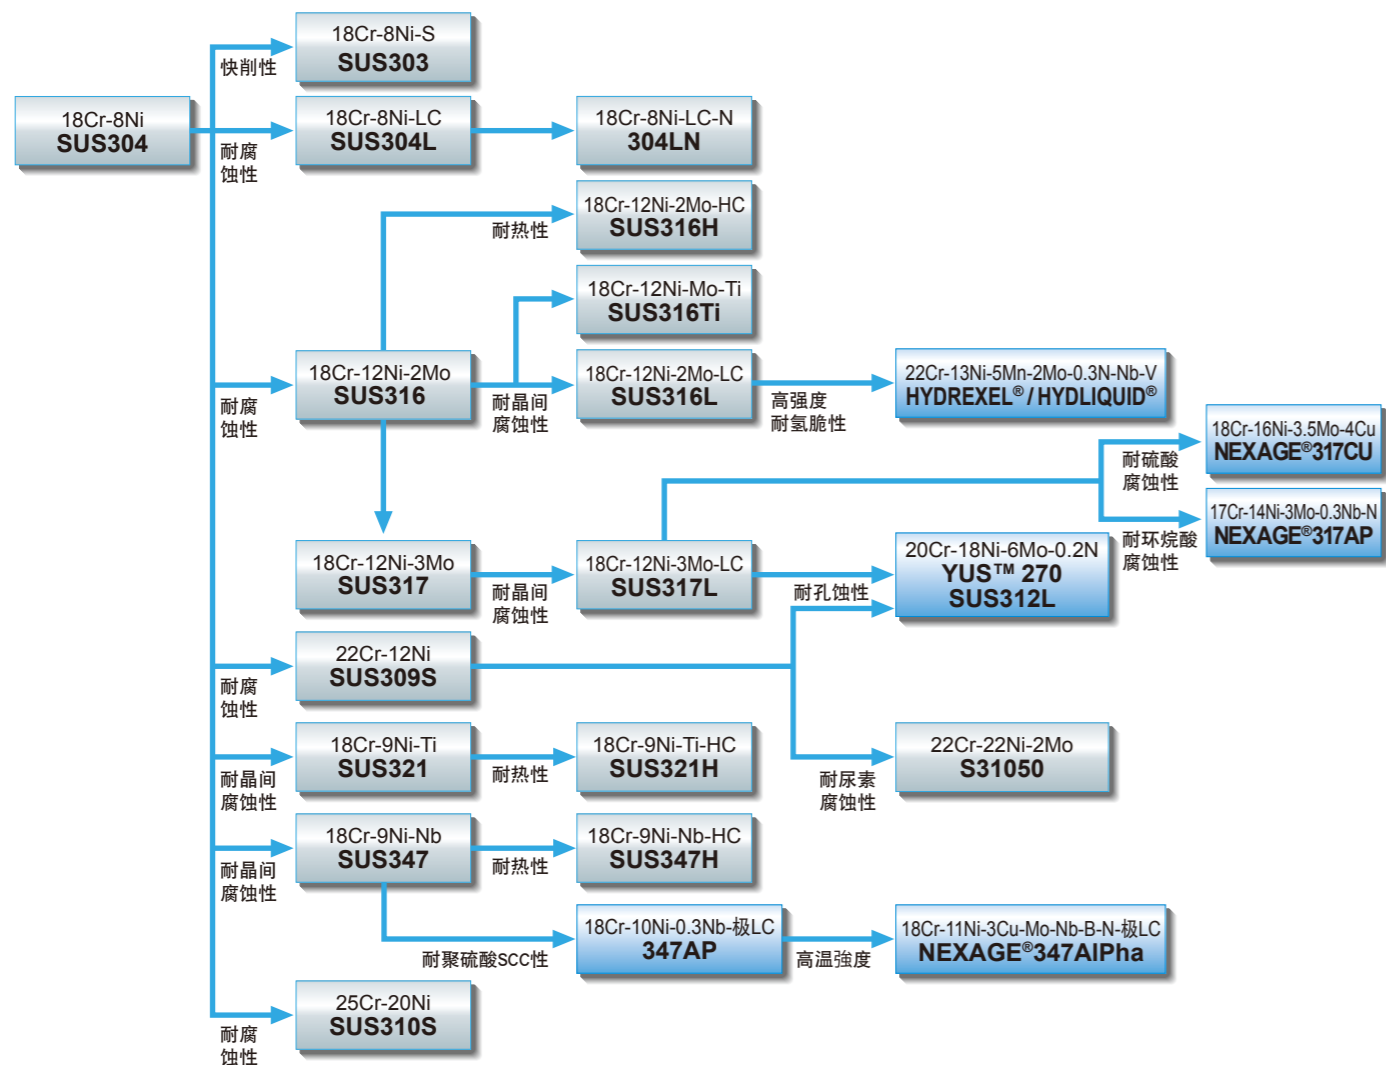 18Cr-8Ni
SUS304
快削性
18Cr-8Ni-S
SUS303
耐腐
蚀性
18Cr-8Ni-LC
SUS304L
18Cr-8Ni-LC-N
304LN
耐热性
18Cr-12Ni-2Mo-HC
SUS316H
18Cr-12Ni-Mo-Ti
SUS316Ti
耐腐
蚀性
18Cr-12Ni-2Mo
SUS316
耐晶间
腐蚀性
18Cr-12Ni-2Mo-LC
SUS316L
高强度
耐氢脆性
22Cr-13Ni-5Mn-2Mo-0.3N-Nb-V
HYDREXEL®/HYDLIQUID®
耐硫酸
腐蚀性
18Cr-16Ni-3.5Mo-4Cu
NEXAGE®317CU
耐环烷酸
腐蚀性
17Cr-14Ni-3Mo-0.3Nb-N
NEXAGE®317AP
18Cr-12Ni-3Mo
SUS317
耐晶间
腐蚀性
18Cr-12Ni-3Mo-LC
SUS317L
耐孔蚀性
20Cr-18Ni-6Mo-0.2N
YUS™ 270
SUS312L
耐腐
蚀性
22Cr-12Ni
SUS309S
耐尿素
腐蚀性
22Cr-22Ni-2Mo
S31050
耐晶间
腐蚀性
18Cr-9Ni-Ti
SUS321
耐热性
18Cr-9Ni-Ti-HC
SUS321H
耐晶间
腐蚀性
18Cr-9Ni-Nb
SUS347
耐热性
18Cr-9Ni-Nb-HC
SUS347H
耐聚硫酸SCC性
18Cr-10Ni-0.3Nb-极LC
347AP
高温強度
18Cr-11Ni-3Cu-Mo-Nb-B-N-极LC
NEXAGE®347AlPha
耐腐
蚀性
25Cr-20Ni
SUS310S